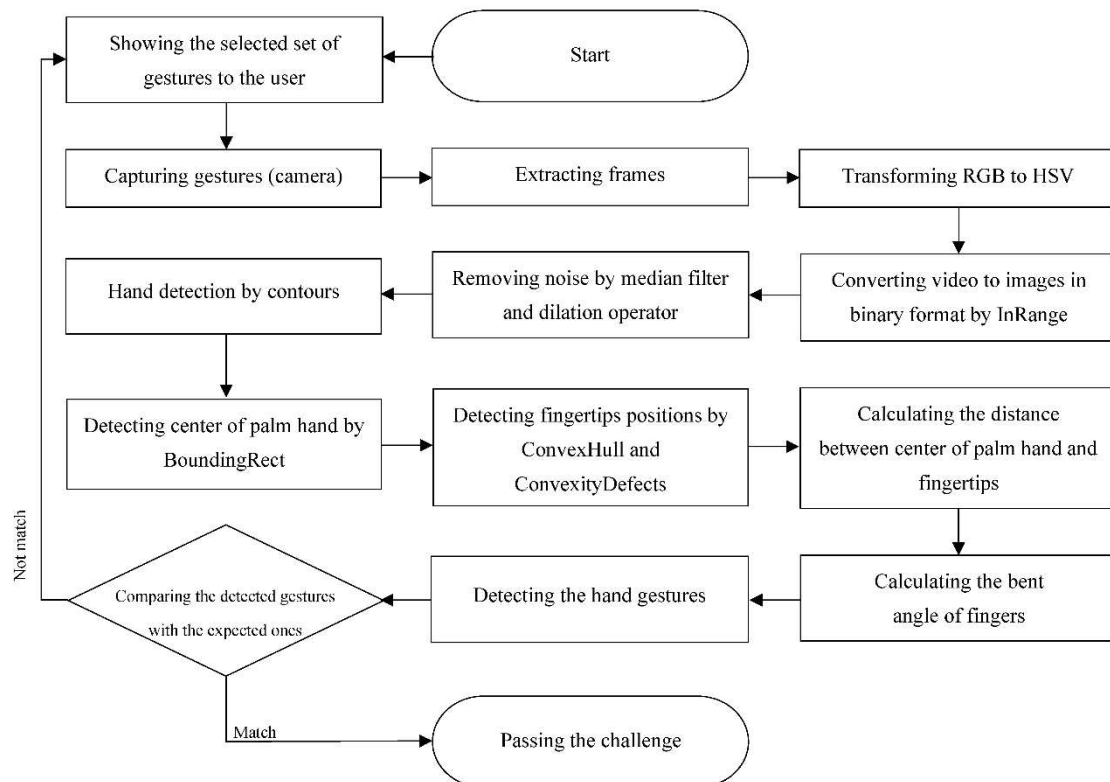 Showing the selected set of
gestures to the user
Start
Capturing gestures (camera)
Extracting frames
Transforming RGB to HSV
Converting video to images in
binary format by InRange
Removing noise by median filter
and dilation operator
Hand detection by contours
Detecting center of palm hand by
BoundingRect
Detecting fingertips positions by
ConvexHull and
ConvexityDefects
Calculating the distance
between center of palm hand and
fingertips
Calculating the bent
angle of fingers
Detecting the hand gestures
Comparing the detected gestures
with the expected ones
Not match
Match
Passing the challenge